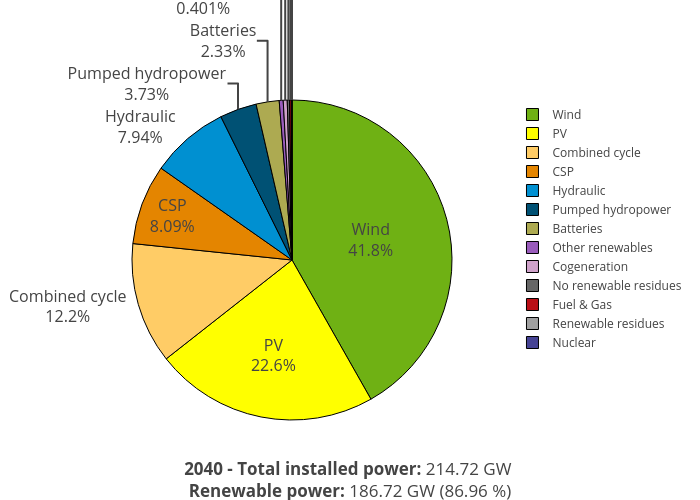 0.401%
Batteries
2.33%
Pumped hydropower
3.73%
Hydraulic
7.94%
CSP
8.09%
Wind
41.8%
Combined cycle
12.2%
PV
22.6%
Wind
PV
Combined cycle
CSP
Hydraulic
Pumped hydropower
Batteries
Other renewables
Cogeneration
No renewable residues
Fuel & Gas
Renewable residues
Nuclear
2040 - Total installed power: 214.72 GW
Renewable power: 186.72 GW (86.96 %)